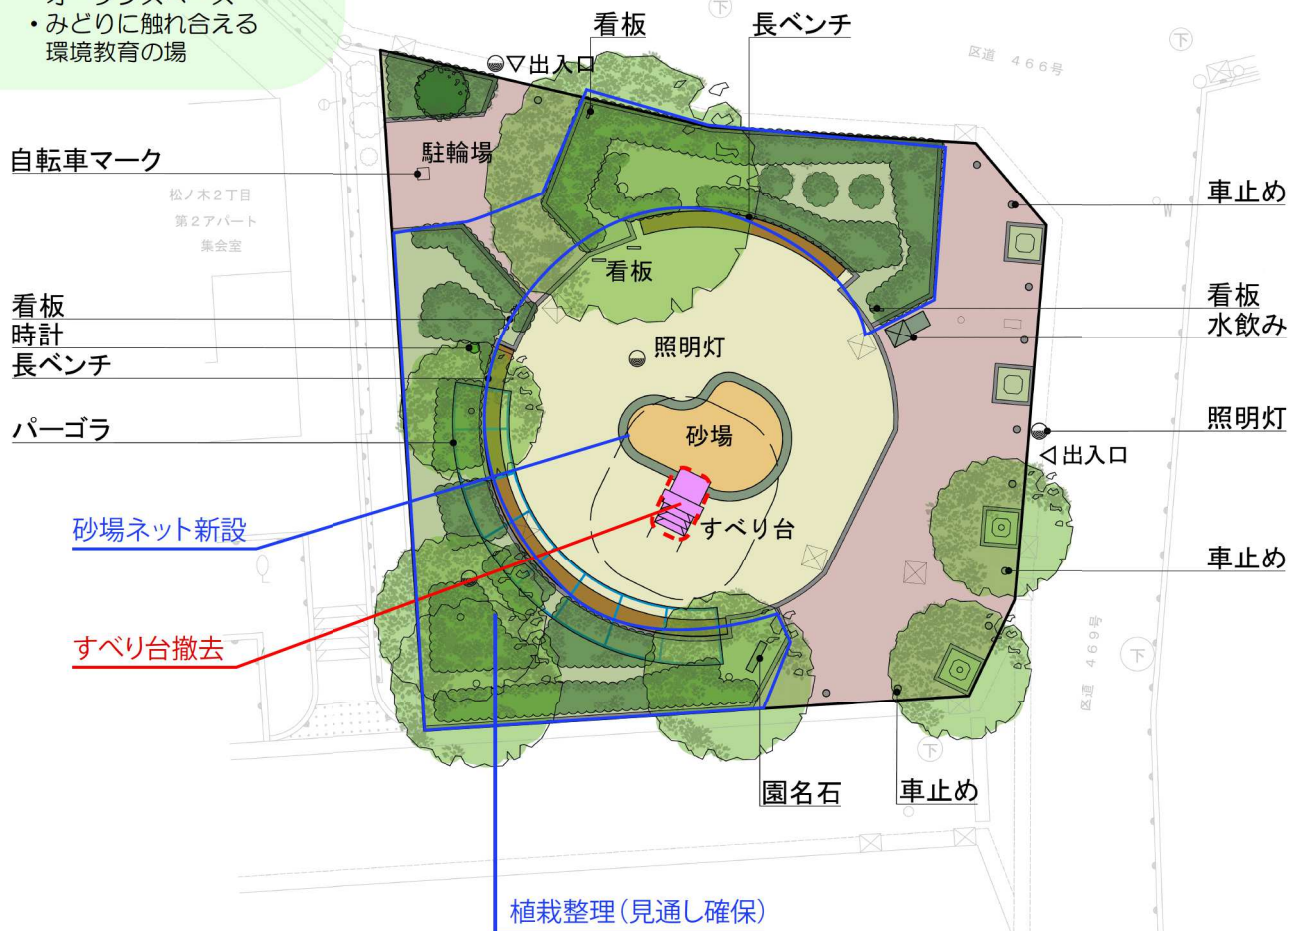 ・みどりに触れ合える
環境教育の場
看板
長ベンチ
▽出入口
下
区道 466号
下
自転車マーク
駐輪場
松ノ木2丁目
第2アパート
集会室
車止め
W
看板
看板
時計
長ベンチ
看板
水飲み
照明灯
パーゴラ
砂場
照明灯
◁出入口
砂場ネット新設
すべり台
車止め
すべり台撤去
区道 469号
下
下
園名石
車止め
植栽整理(見通し確保)